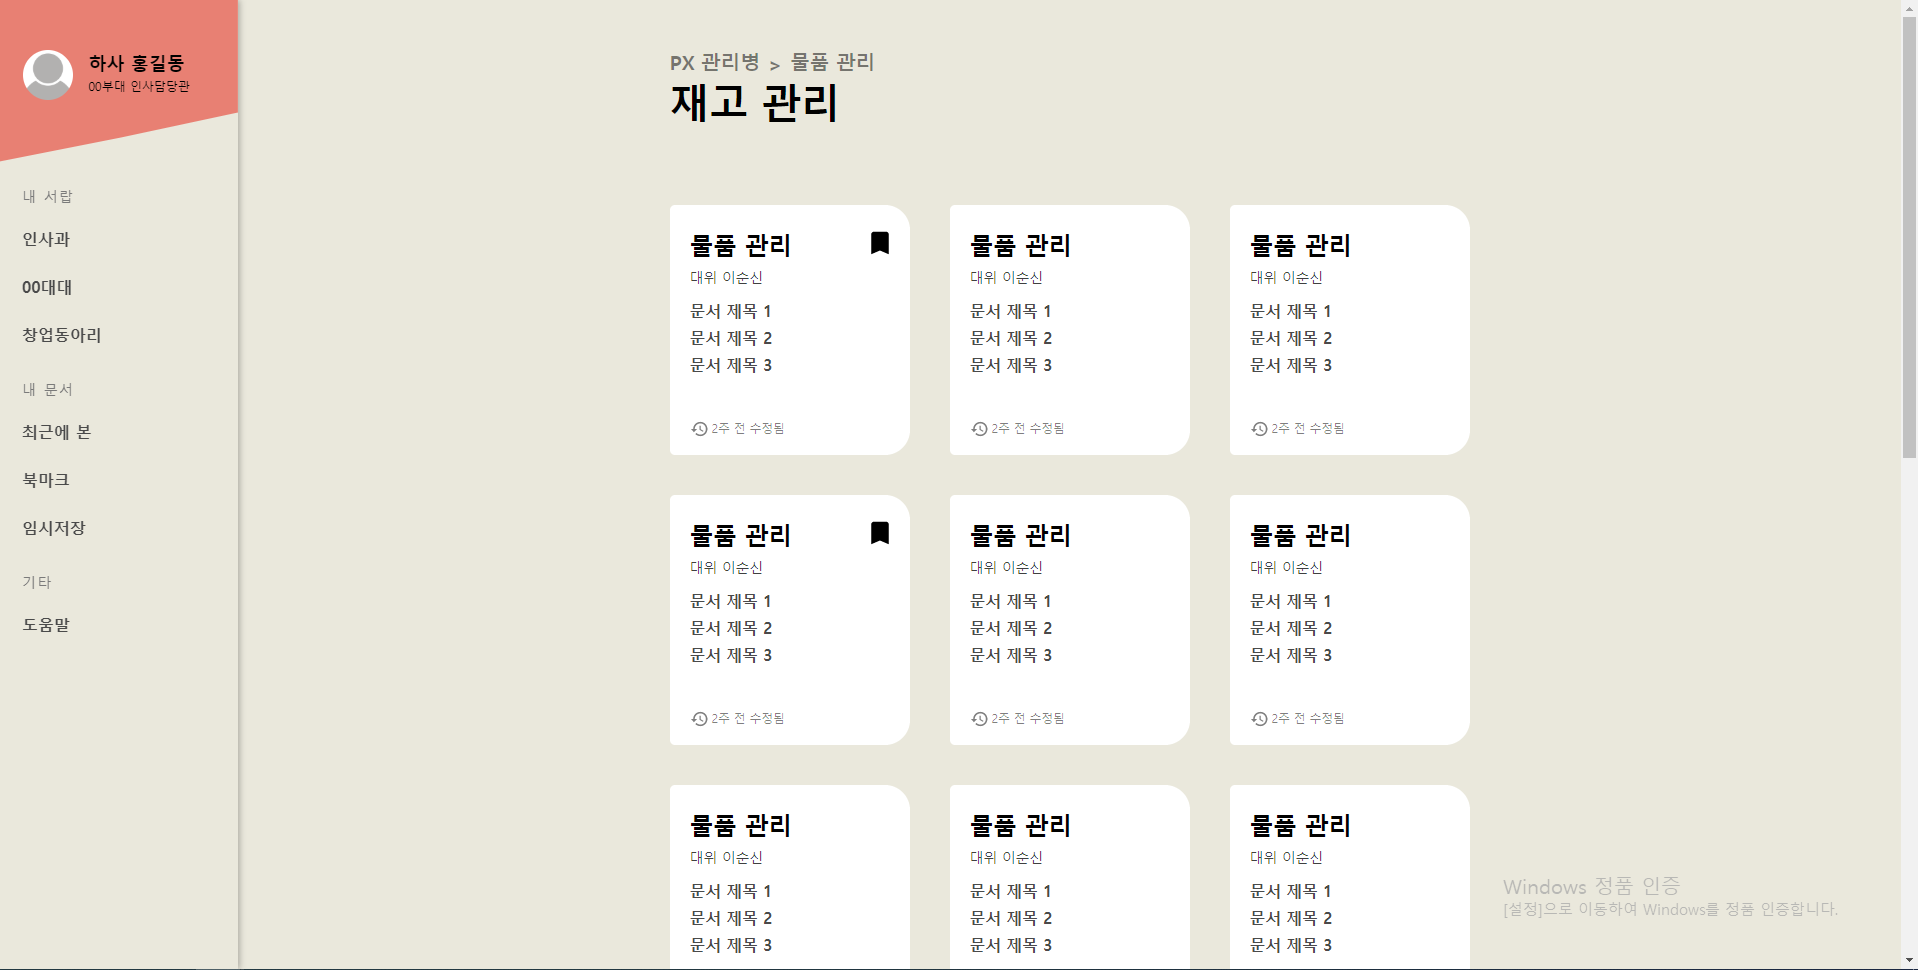 하사 홍길동
00부대 인사담당관
내 서랍
인사과
00대대
창업동아리
내 문서
최근에 본
북마크
임시저장
기타
도움말
PX 관리병 > 물품 관리
재고 관리
물품 관리
대위 이순신
문서 제목 1
문서 제목 2
문서 제목 3
2주 전 수정됨
물품 관리
대위 이순신
문서 제목 1
문서 제목 2
문서 제목 3
2주 전 수정됨
물품 관리
대위 이순신
문서 제목 1
문서 제목 2
문서 제목 3
2주 전 수정됨
물품 관리
대위 이순신
문서 제목 1
문서 제목 2
문서 제목 3
2주 전 수정됨
물품 관리
대위 이순신
문서 제목 1
문서 제목 2
문서 제목 3
2주 전 수정됨
물품 관리
대위 이순신
문서 제목 1
문서 제목 2
문서 제목 3
2주 전 수정됨
물품 관리
대위 이순신
문서 제목 1
문서 제목 2
문서 제목 3
물품 관리
대위 이순신
문서 제목 1
문서 제목 2
문서 제목 3
물품 관리
대위 이순신
문서 제목 1
문서 제목 2
문서 제목 3
Windows 정품 인증
[설정]으로 이동하여 Windows를 정품 인증합니다.